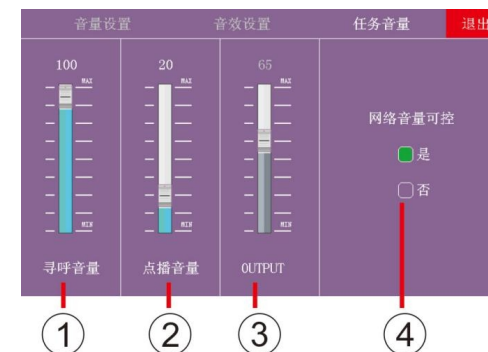 音量设置 音效设置 任务音量 退出
100 20 65
MAX MAX MAX
网络音量可控
是
否
MIN MIN MIN
寻呼音量 点播音量 OUTPUT
① ② ③ ④